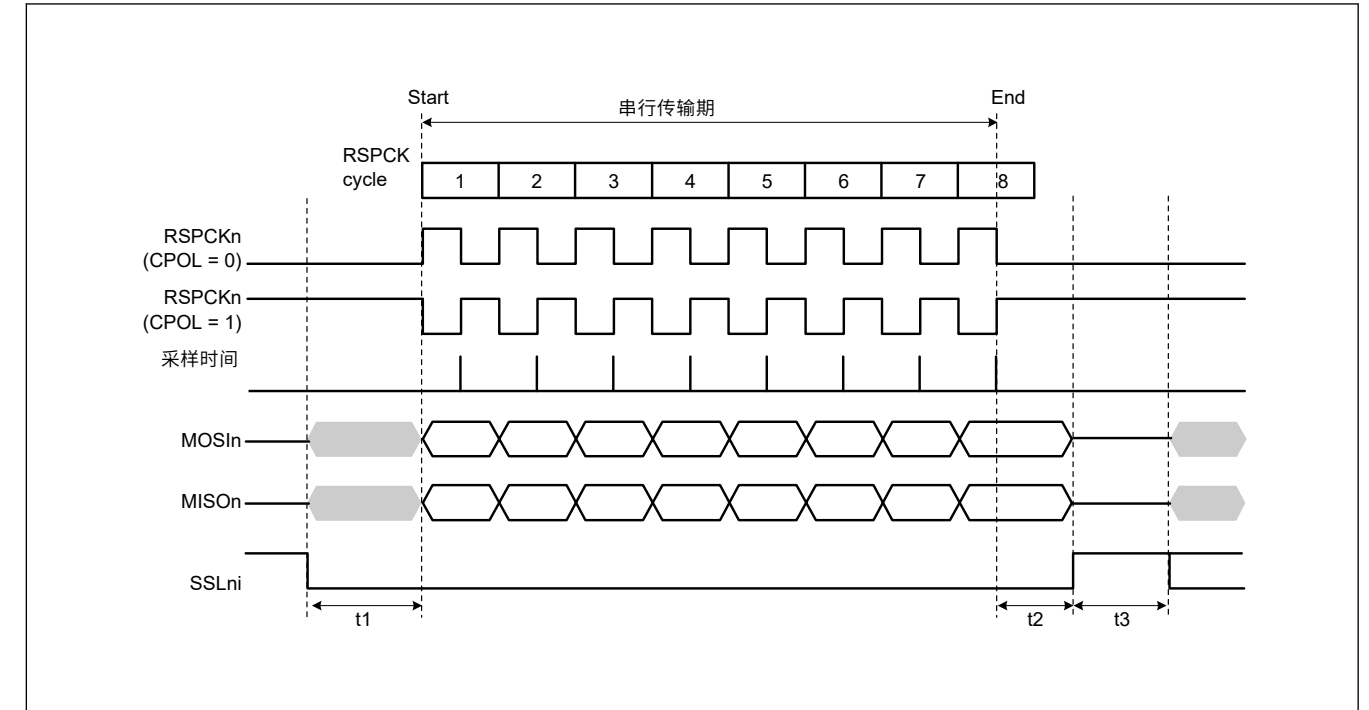 Start
串行传输期
End
RSPCK
cycle
1 2 3 4 5 6 7 8
RSPCKn
(CPOL = 0)
RSPCKn
(CPOL = 1)
采样时间
MOSIn
MISOn
SSLni
t1
t2
t3